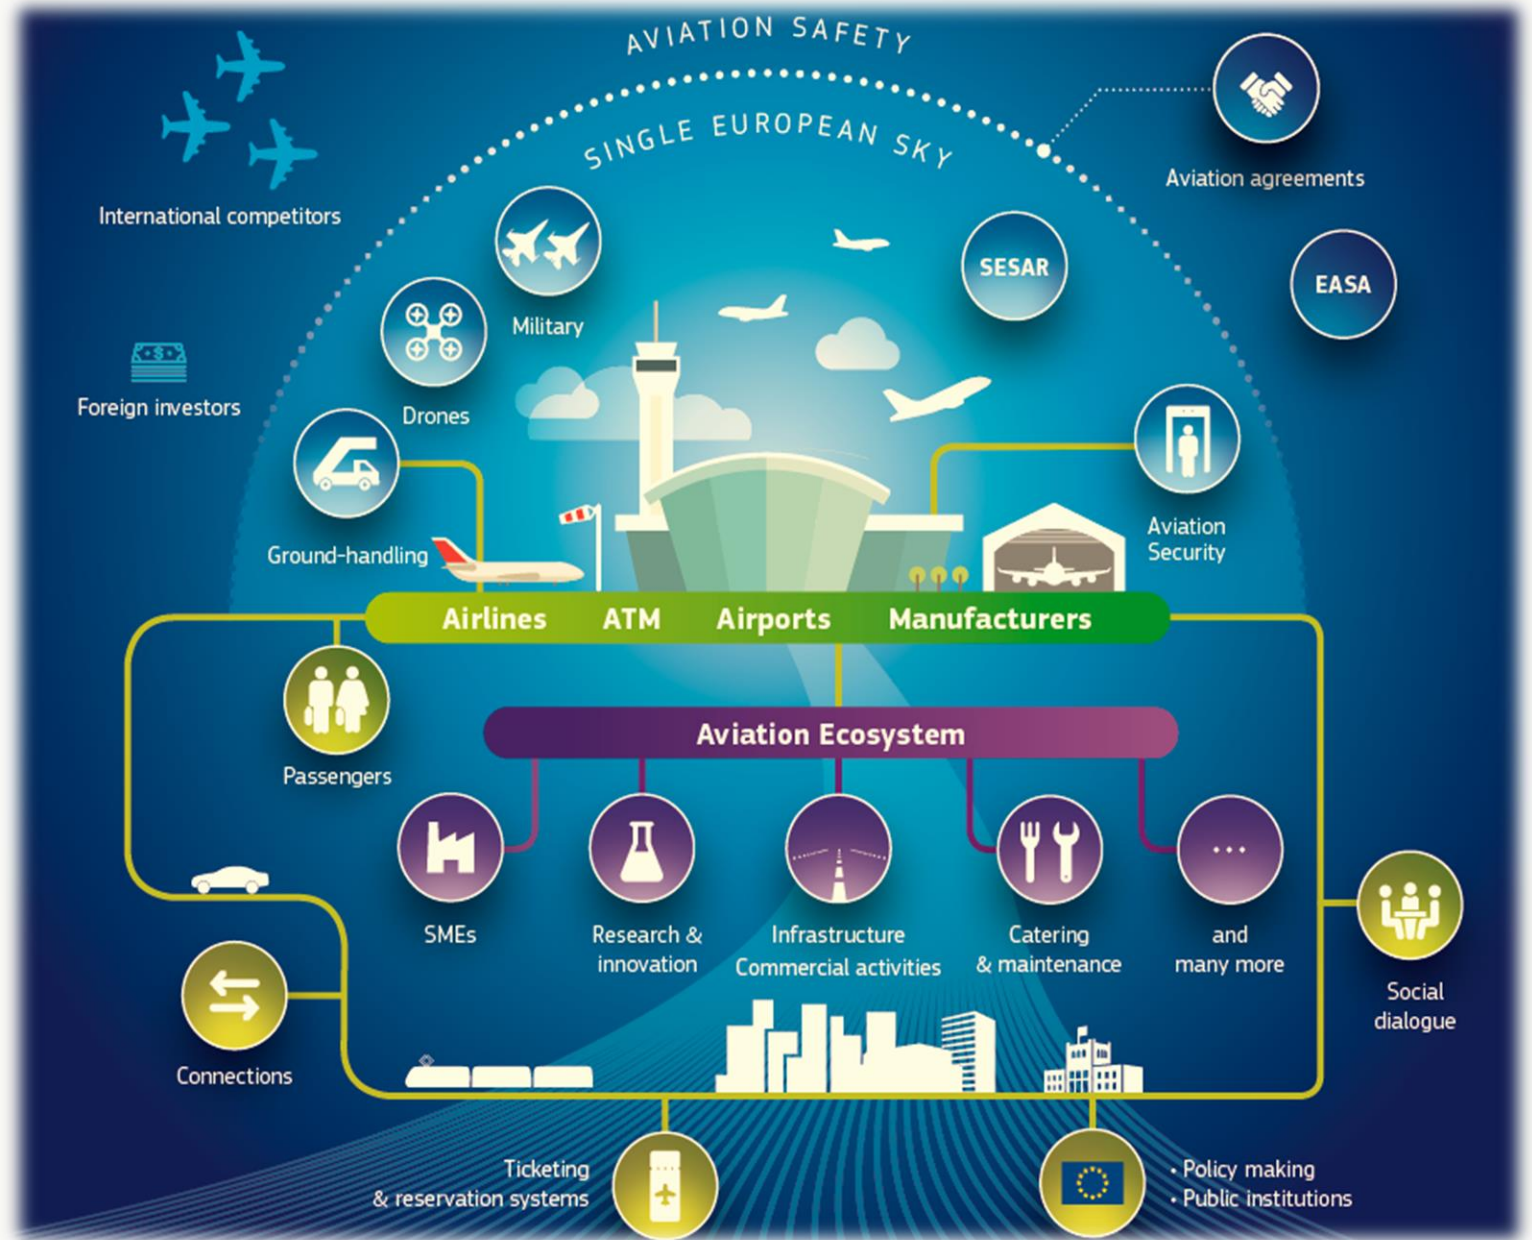 AVIATION SAFETY
SINGLE EUROPEAN SKY
Aviation agreements
International competitors
SESAR
EASA
Military
Foreign investors
Drones
Aviation
Security
Ground-handling
Airlines ATM Airports Manufacturers
Aviation Ecosystem
Passengers
SMEs
Research &
innovation
Infrastructure
Commercial activities
Catering
& maintenance
...
and
many more
Social
dialogue
Connections
Ticketing
& reservation systems
• Policy making
• Public institutions